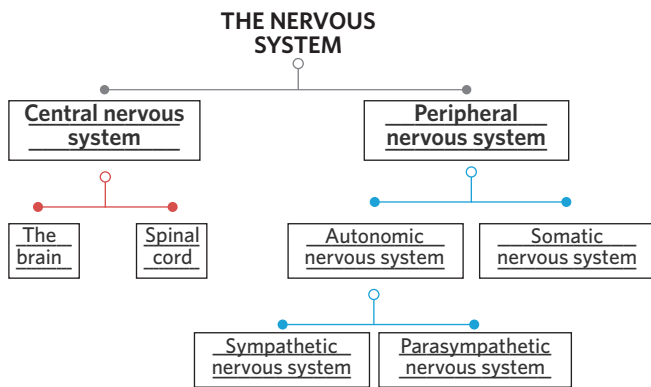 THE NERVOUS
SYSTEM
Central nervous
system
Peripheral
nervous system
The
brain
Spinal
cord
Autonomic
nervous system
Somatic
nervous system
Sympathetic
nervous system
Parasympathetic
nervous system